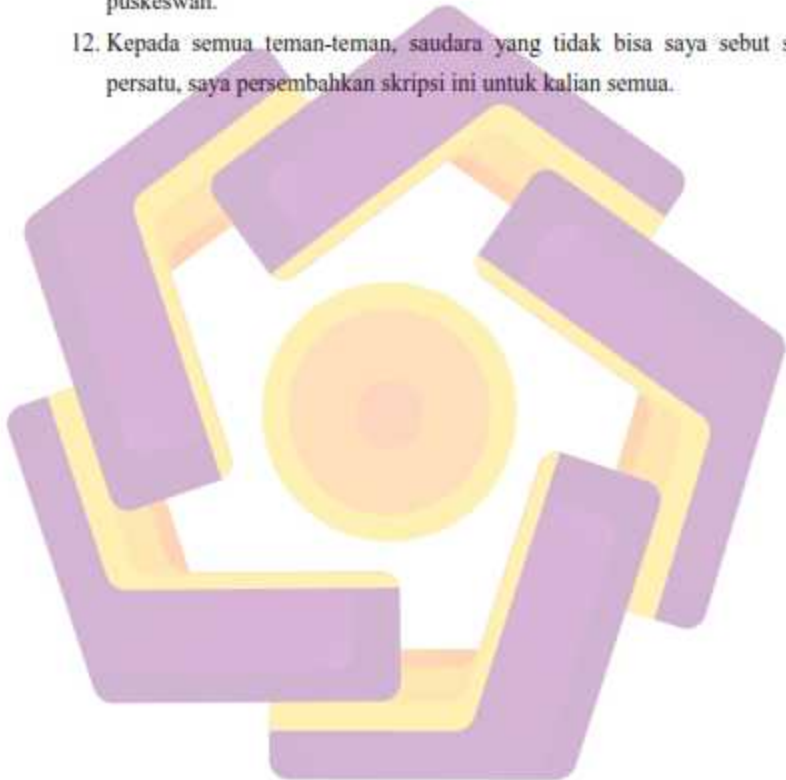 puskeswan.
12. Kepada semua teman-teman, saudara yang tidak bisa saya sebut s
persatu, saya persembahkan skripsi ini untuk kalian semua.